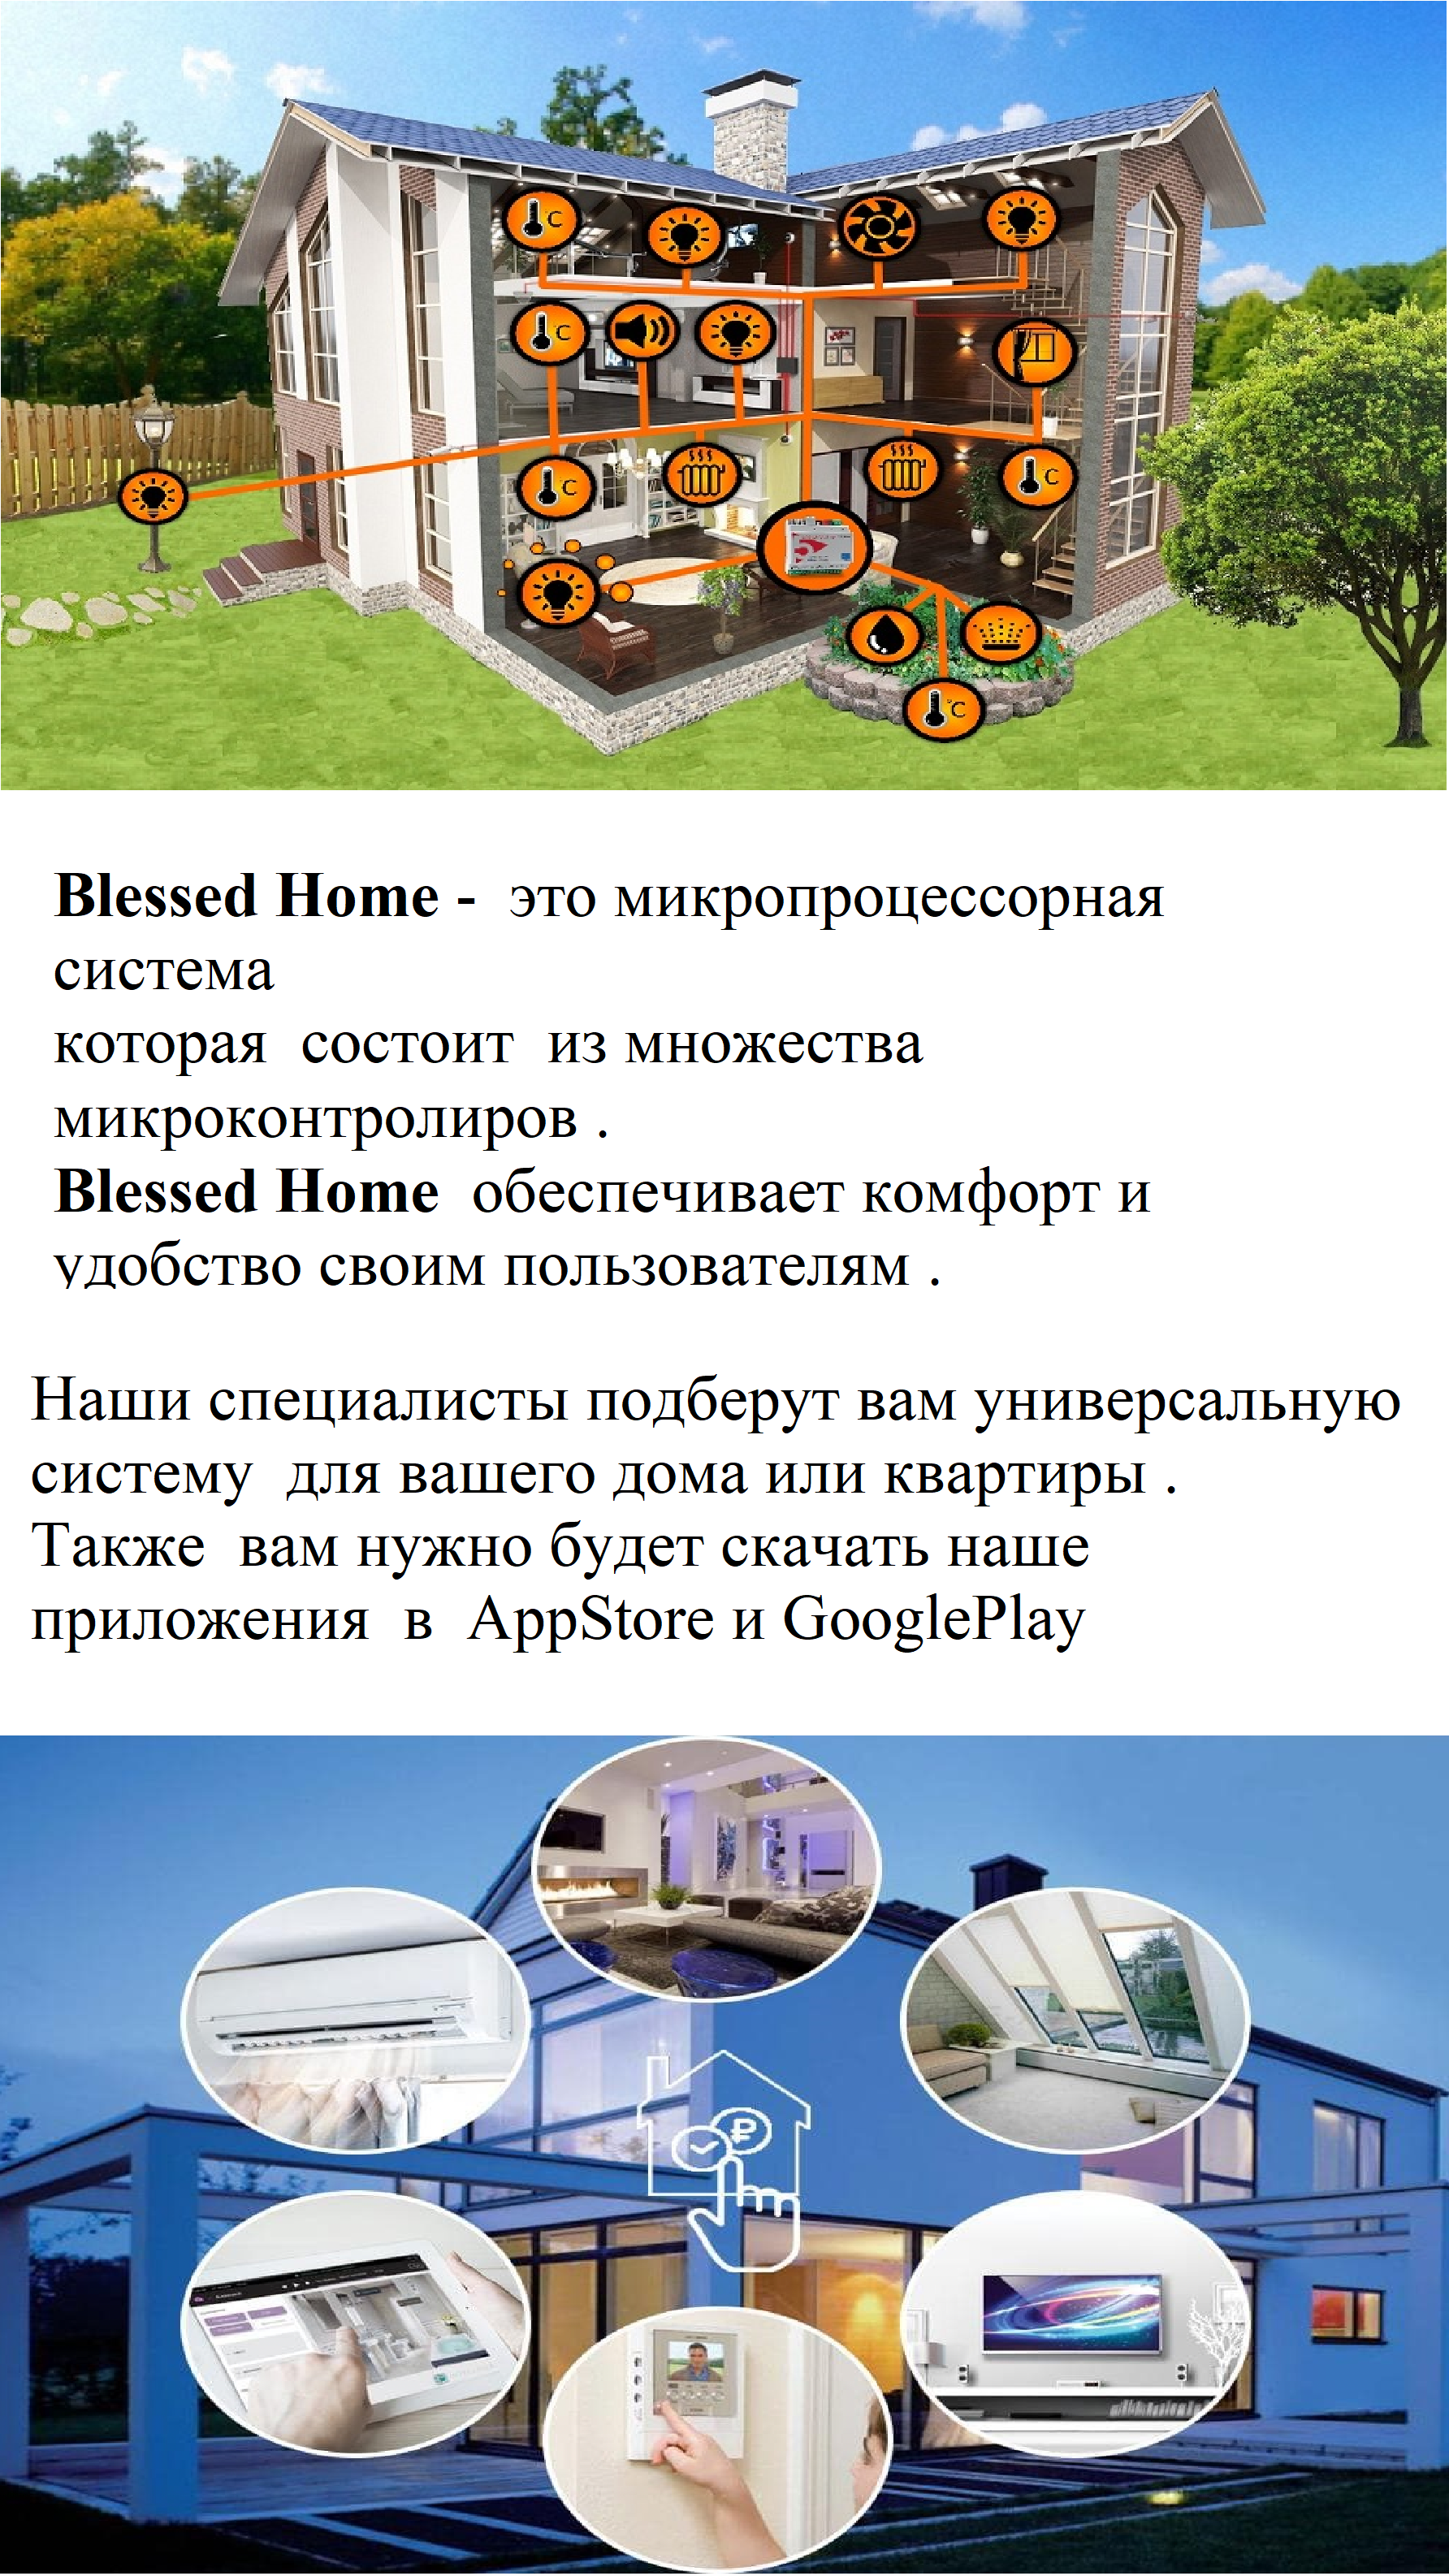 C
C
C
C
°C
Blessed Home - это микропроцессорная
система
которая состоит из множества
микроконтролиров .
Blessed Home обеспечивает комфорт и
удобство своим пользователям .
Наши специалисты подберут вам универсальную
систему для вашего дома или квартиры .
Также вам нужно будет скачать наше
приложения в AppStore и GooglePlay
₽